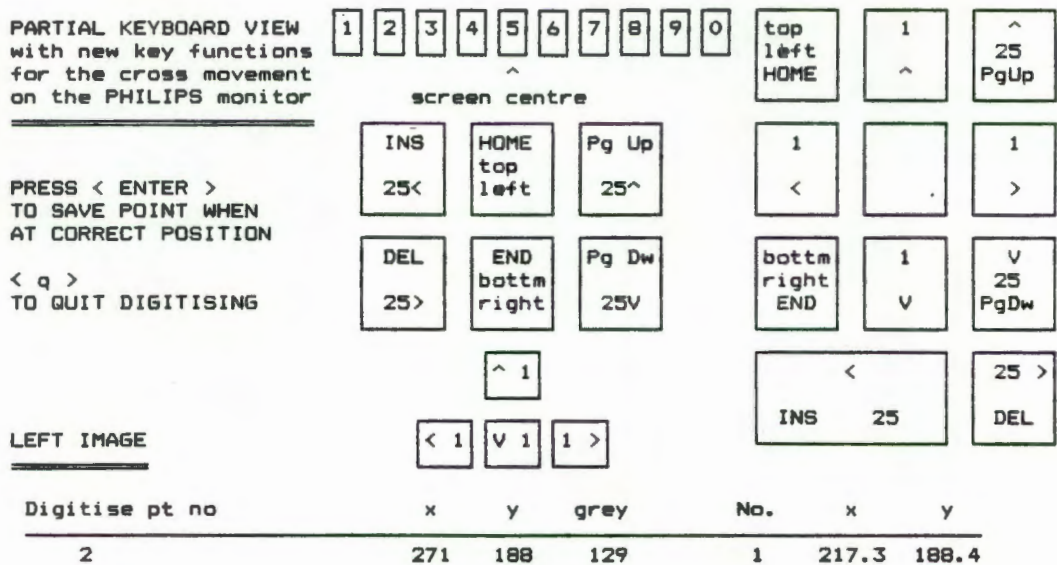 PARTIAL KEYBOARD VIEW
with new key functions
for the cross movement
on the PHILIPS monitor
1 2 3 4 5 6 7 8 9 0
^
screen centre
PRESS < ENTER >
TO SAVE POINT WHEN
AT CORRECT POSITION
< q >
TO QUIT DIGITISING
INS
25<
HOME
top
left
Pg Up
25^
DEL
25>
END
bottm
right
Pg Dw
25V
^ 1
< 1
V 1
1 >
top
left
HOME
1
^
^
25
PgUp
1
<
1
>
bottm
right
END
1
V
V
25
PgDw
<
INS 25
25 >
DEL
LEFT IMAGE
Digitise pt no x y grey No. x y
2 271 188 129 1 217.3 188.4